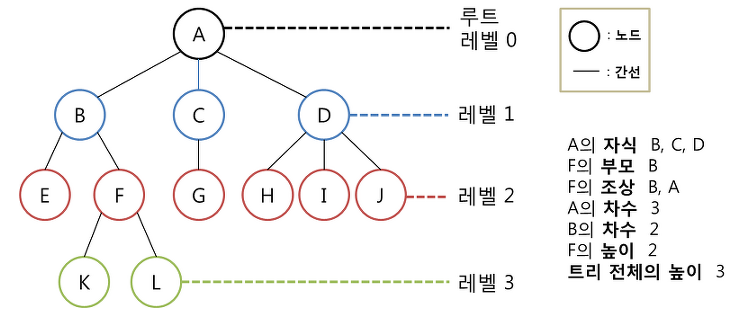 A
루트
레벨 0
: 노드
: 간선
B
C
D
레벨 1
A의 자식 B, C, D
F의 부모 B
F의 조상 B, A
A의 차수 3
B의 차수 2
F의 높이 2
트리 전체의 높이 3
E
F
G
H
I
J
레벨 2
K
L
레벨 3